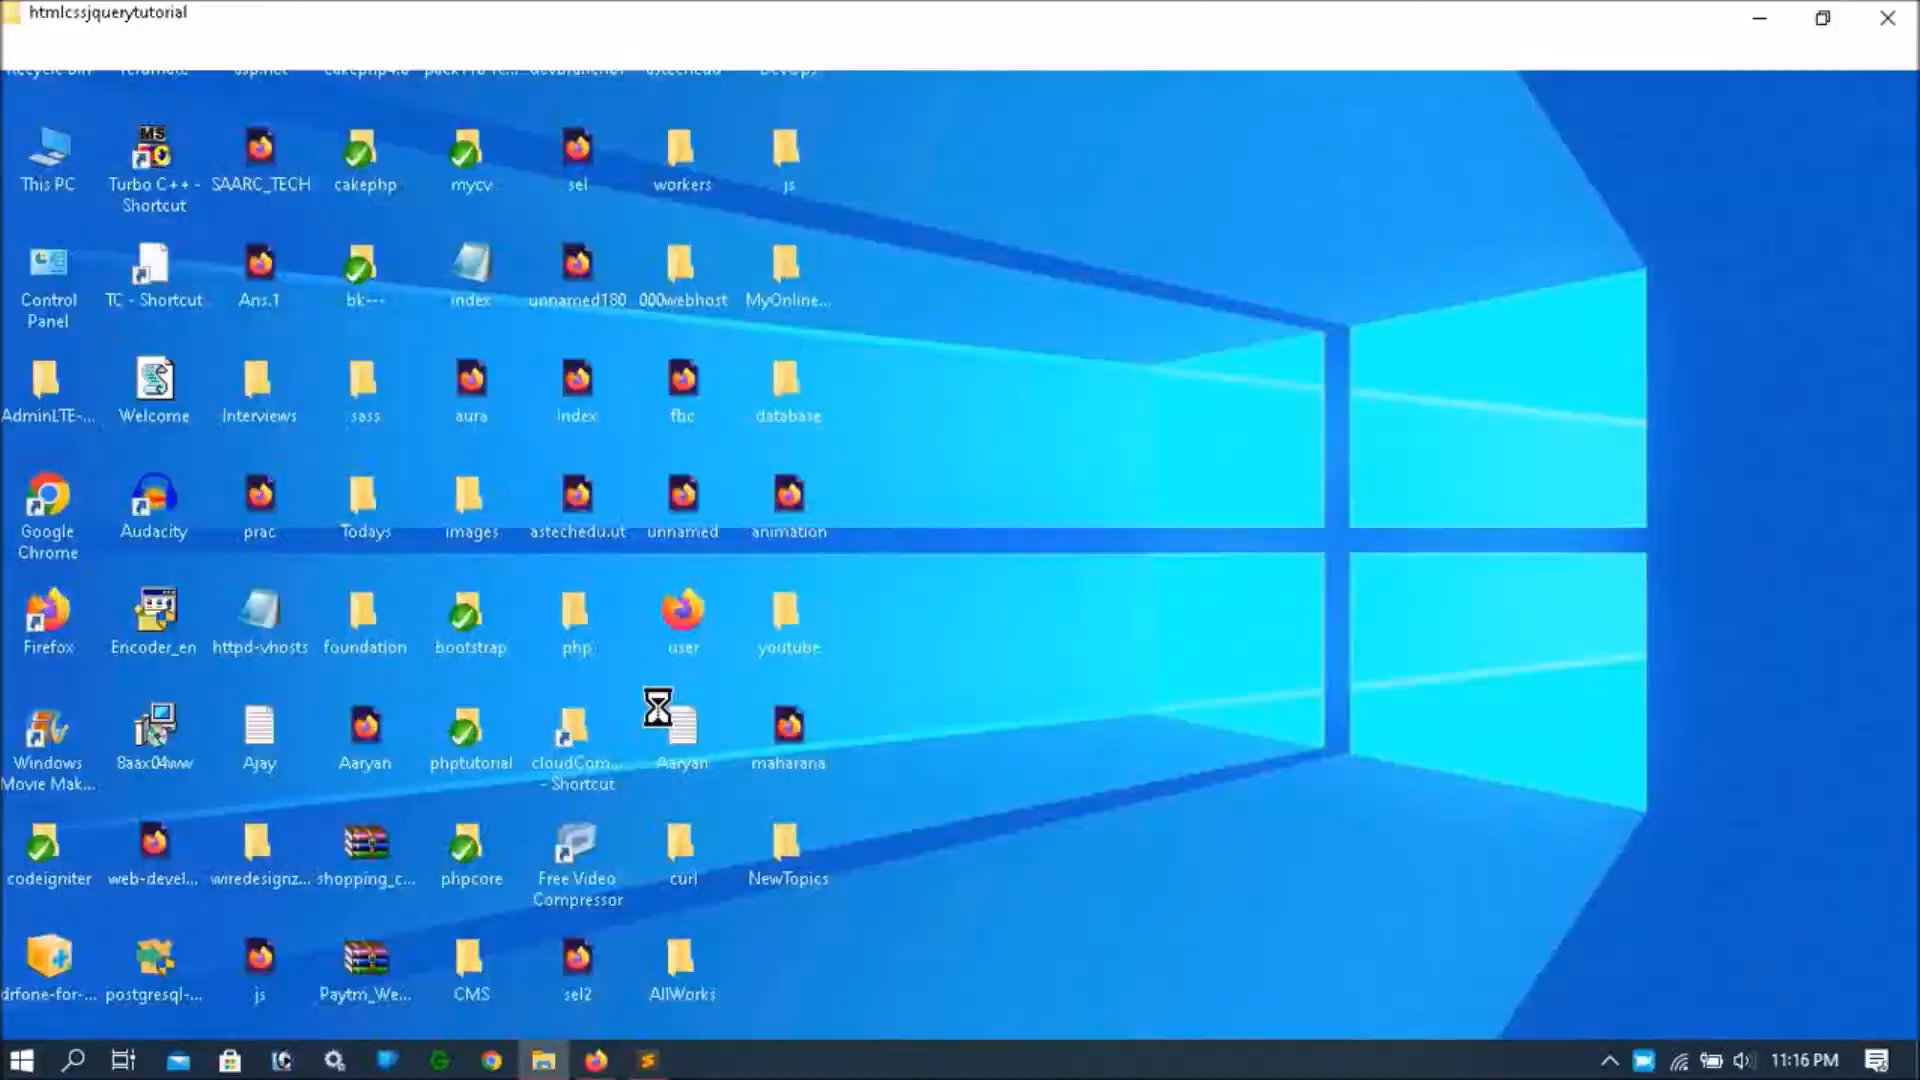 htmlcssjquerytutorial
This PC
Turbo C++ -
Shortcut
SAARC_TECH
cakephp
mycv
sel
workers
js
Control
Panel
TC - Shortcut
Ans.1
bk---
index
unnamed180
000webhost
MyOnline...
AdminLTE-...
Welcome
Interviews
sass
aura
index
fbc
database
Google
Chrome
Audacity
prac
Todays
images
astechedu.ut
unnamed
animation
Firefox
Encoder_en
httpd-vhosts
foundation
bootstrap
php
user
youtube
Windows
Movie Mak...
8aax04ww
Ajay
Aaryan
phptutorial
cloudCom...
- Shortcut
Aaryan
maharana
codeigniter
web-devel...
wiredesignz...
shopping_c...
phpcore
Free Video
Compressor
curl
NewTopics
drfone-for-...
postgresql-...
js
Paytm_We...
CMS
sel2
AllWorks
11:16 PM